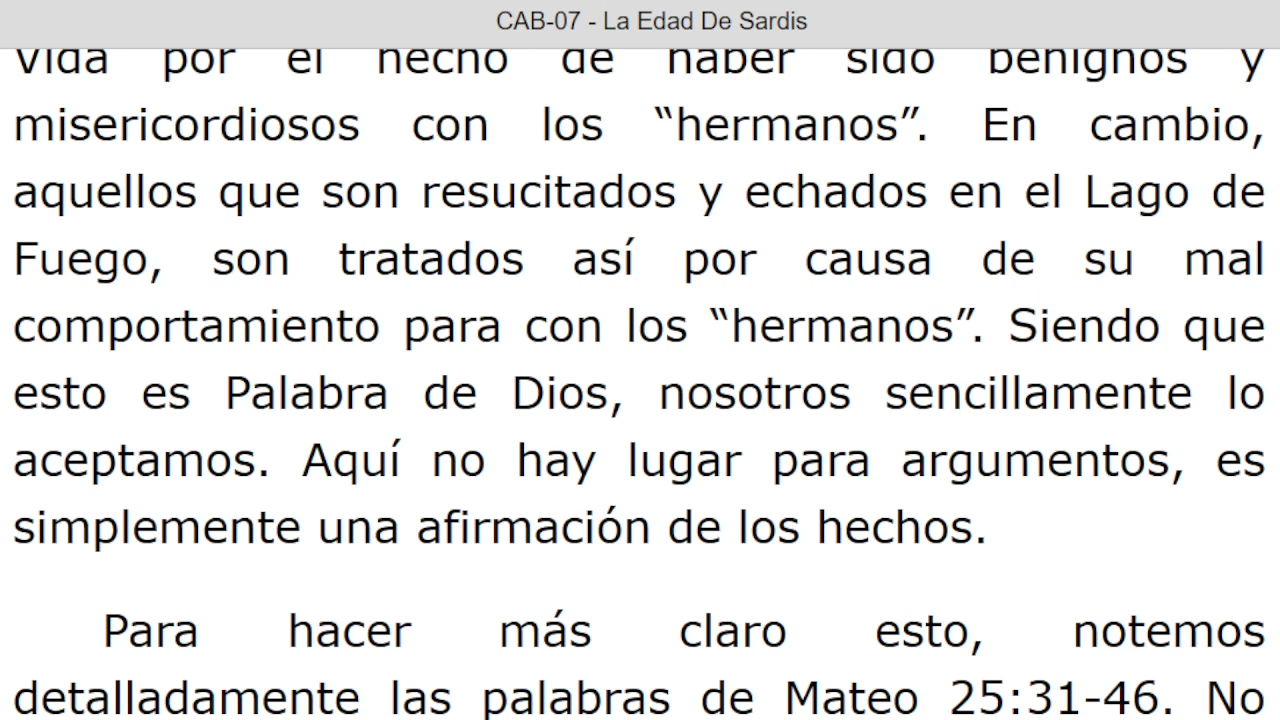 CAB-07 - La Edad De Sardis
Vida por el hecho de haber sido benignos y
misericordiosos con los “hermanos”. En cambio,
aquellos que son resucitados y echados en el Lago de
Fuego, son tratados así por causa de su mal
comportamiento para con los “hermanos”. Siendo que
esto es Palabra de Dios, nosotros sencillamente lo
aceptamos. Aquí no hay lugar para argumentos, es
simplemente una afirmación de los hechos.
Para hacer más claro esto, notemos
detalladamente las palabras de Mateo 25:31-46. No